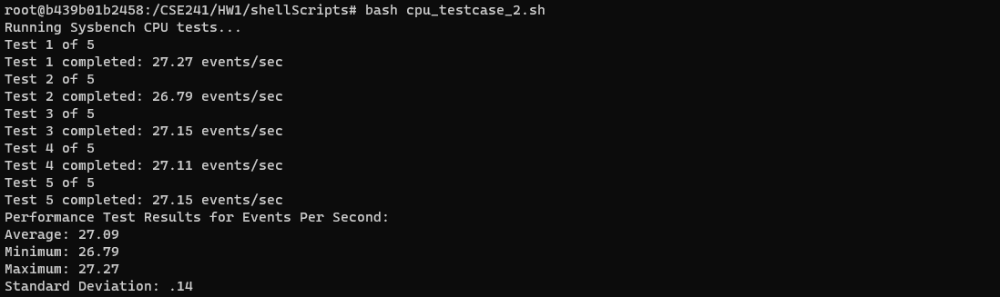 root@b439b01b2458:/CSE241/HW1/shellScripts# bash cpu_testcase_2.sh
Running Sysbench CPU tests...
Test 1 of 5
Test 1 completed: 27.27 events/sec
Test 2 of 5
Test 2 completed: 26.79 events/sec
Test 3 of 5
Test 3 completed: 27.15 events/sec
Test 4 of 5
Test 4 completed: 27.11 events/sec
Test 5 of 5
Test 5 completed: 27.15 events/sec
Performance Test Results for Events Per Second:
Average: 27.09
Minimum: 26.79
Maximum: 27.27
Standard Deviation: .14